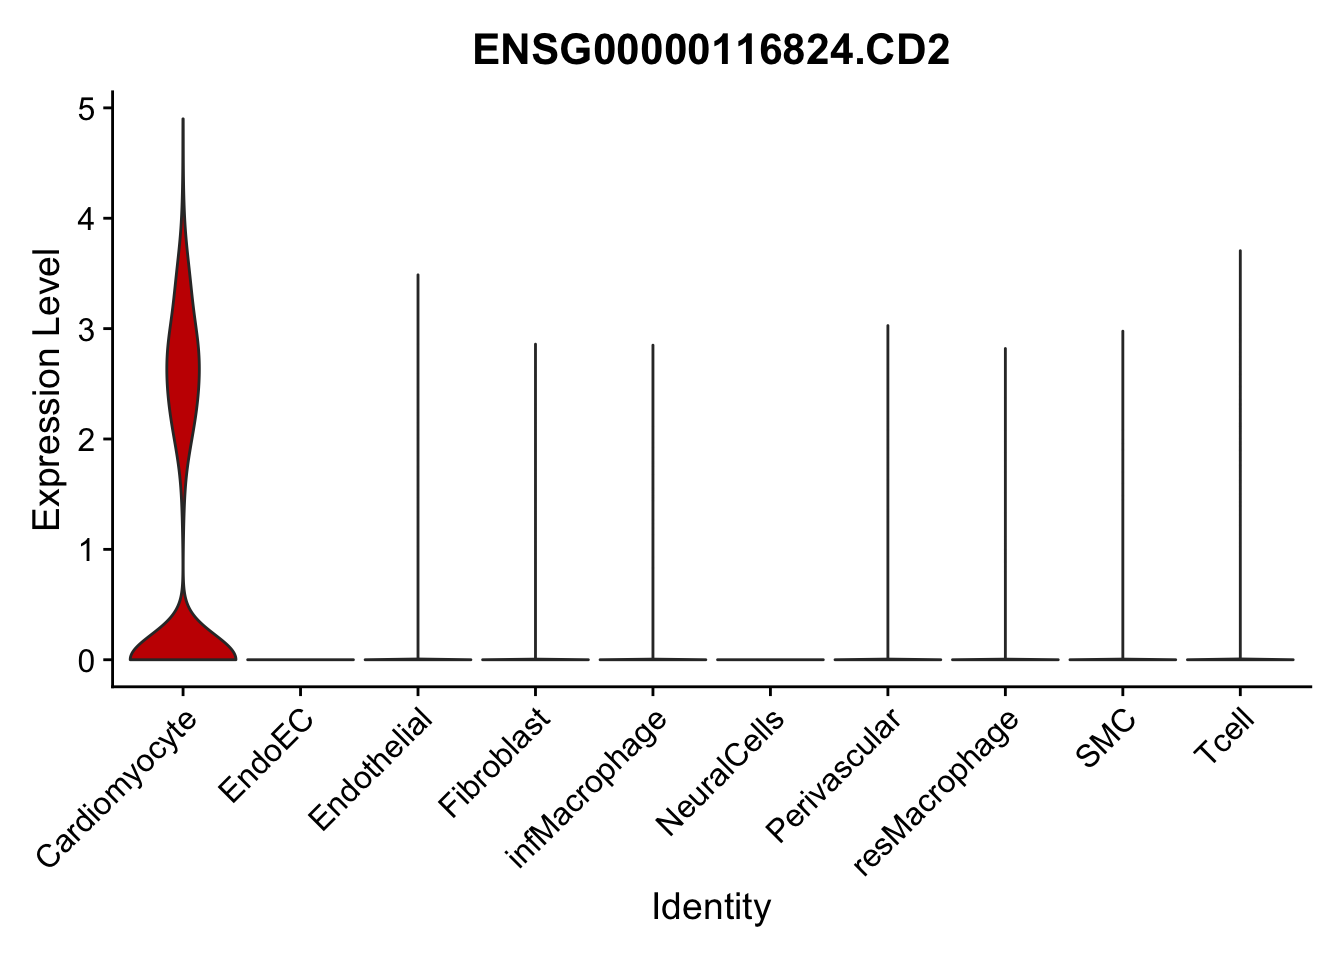 ENSG00000116824.CD2
Expression Level
5
4
3
2
1
0
Cardiomyocyte
EndoEC
Endothelial
Fibroblast
infMacrophage
NeuralCells
Perivascular
resMacrophage
SMC
Tcell
Identity